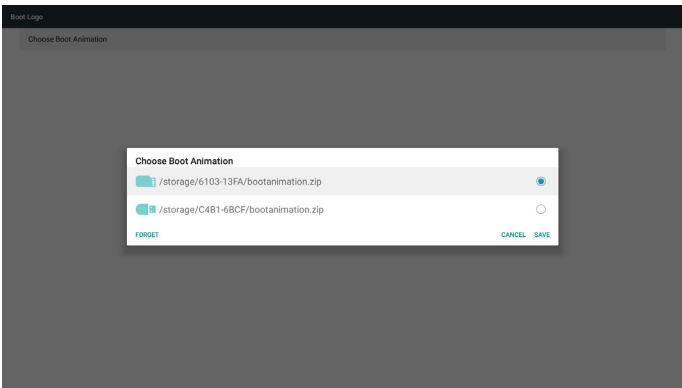 Boot Logo
Choose Boot Animation
Choose Boot Animation
/storage/6103-13FA/bootanimation.zip
/storage/C4B1-6BCF/bootanimation.zip
FORGET CANCEL SAVE